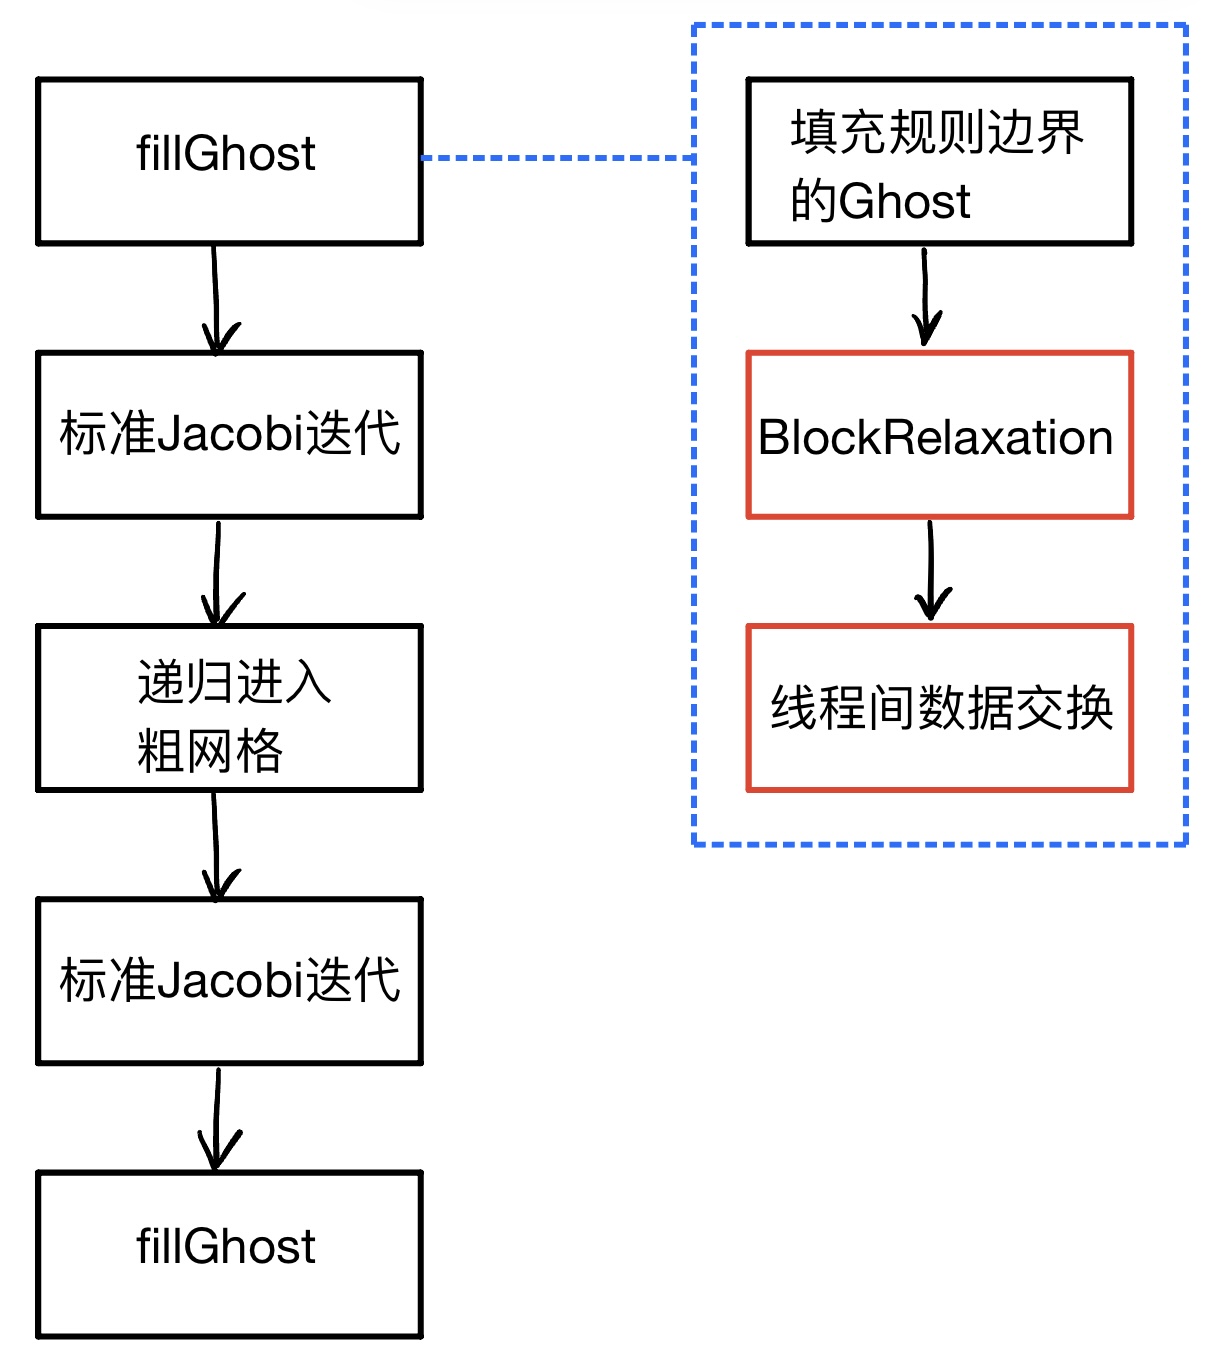 fillGhost
标准Jacobi迭代
递归进入
粗网格
标准Jacobi迭代
fillGhost
填充规则边界
的Ghost
BlockRelaxation
线程间数据交换